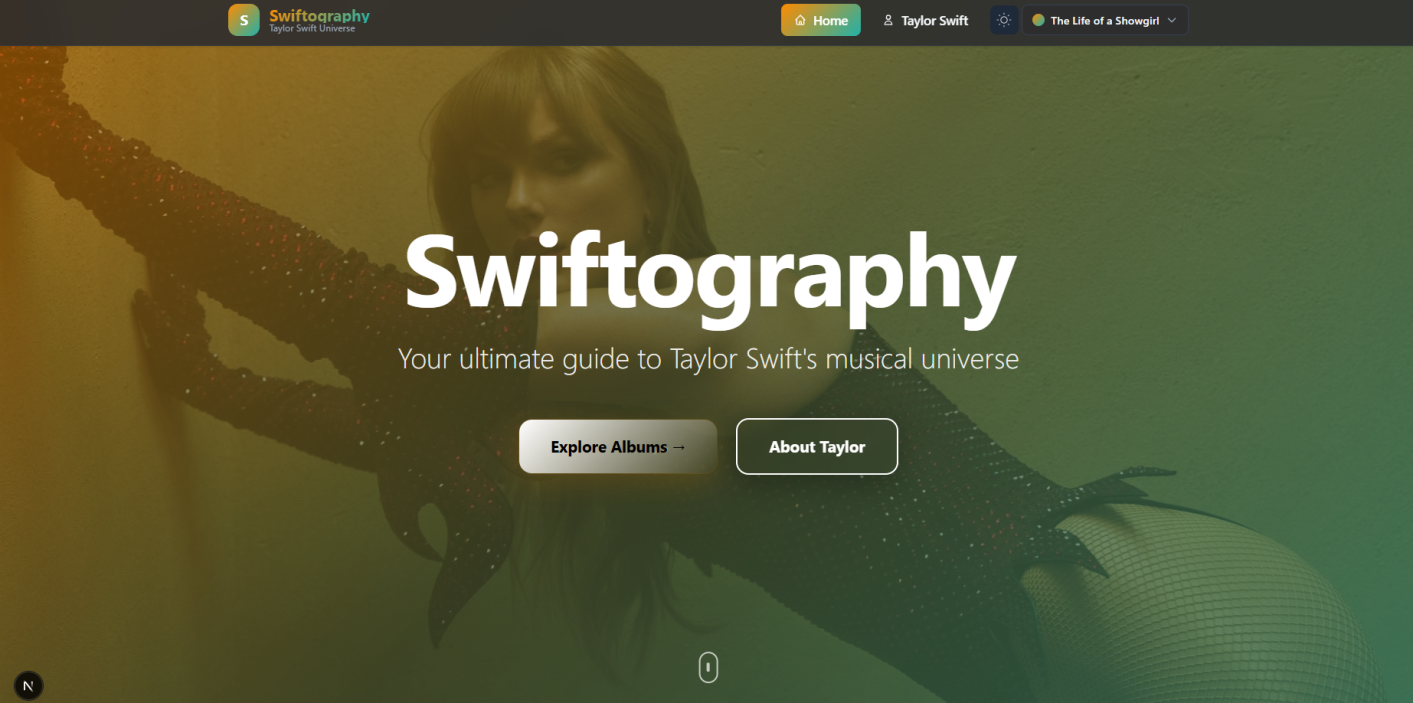 S
Swiftography
Taylor Swift Universe
Home
Taylor Swift
The Life of a Showgirl
Swiftography
Your ultimate guide to Taylor Swift's musical universe
Explore Albums →
About Taylor
N